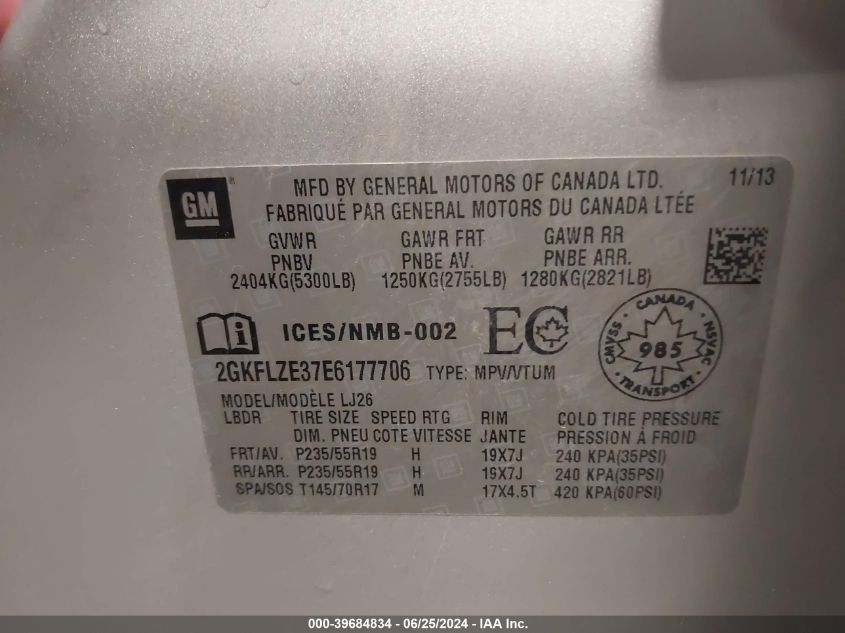 GM ®
MFD BY GENERAL MOTORS OF CANADA LTD. 11/13
FABRIQUÉ PAR GENERAL MOTORS DU CANADA LTÉE
GVWR GAWR FRT GAWR RR
PNBV PNBE AV. PNBE ARR.
2404KG(5300LB) 1250KG(2755LB) 1280KG(2821LB)
ICES/NMB-002 EC
CANADA
CMVSS 985 NSVAC
TRANSPORT
2GKFLZE37E6177706 TYPE: MPV/VTUM
MODEL/MODÈLE LJ26
LBDR TIRE SIZE SPEED RTG RIM COLD TIRE PRESSURE
DIM. PNEU COTE VITESSE JANTE PRESSION À FROID
FRT/AV. P235/55R19 H 19X7J 240 KPA(35PSI)
RR/ARR. P235/55R19 H 19X7J 240 KPA(35PSI)
SPA/SOS T145/70R17 M 17X4.5T 420 KPA(60PSI)
000-39684834 - 06/25/2024 - IAA Inc.